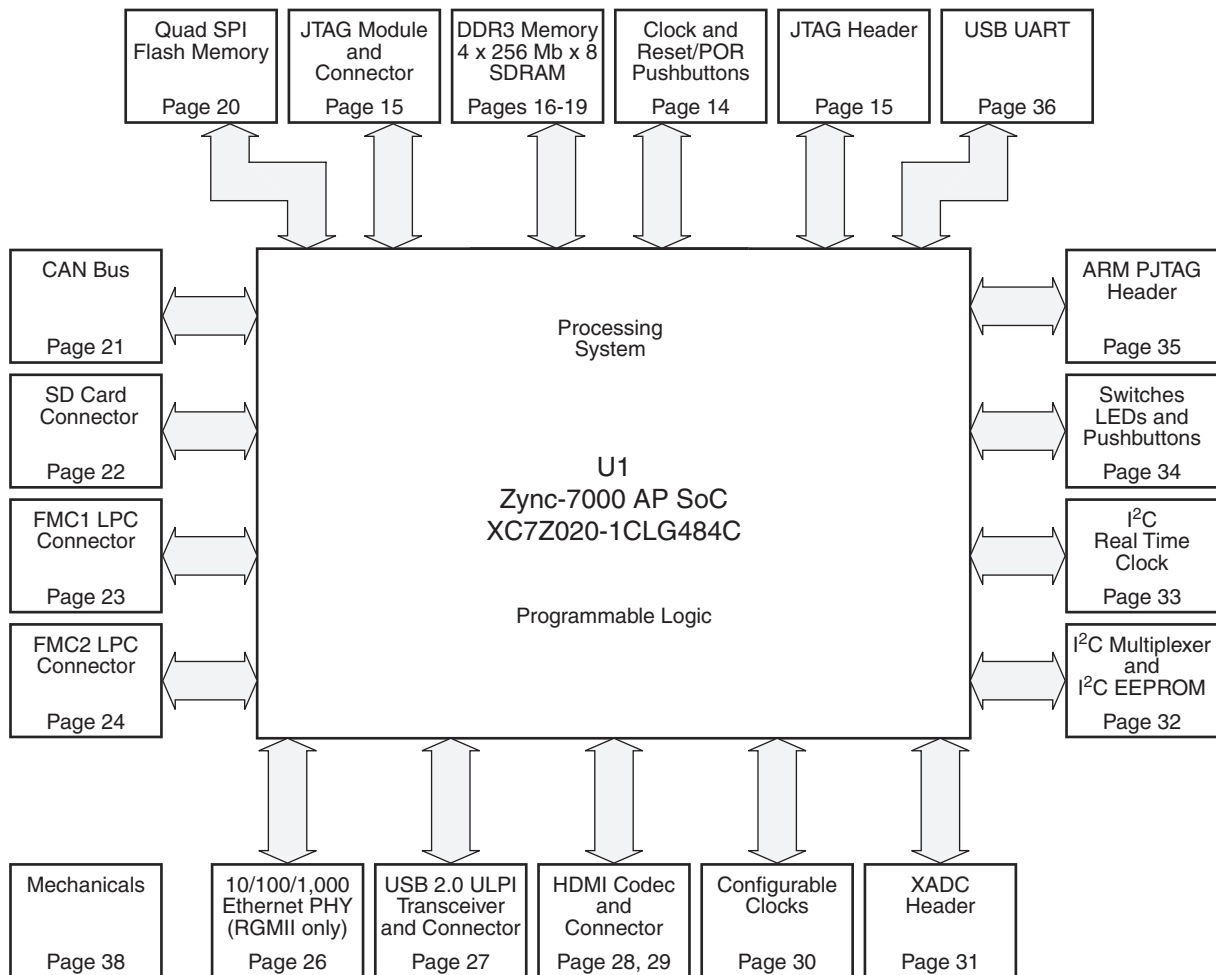 Quad SPI
Flash Memory
Page 20
JTAG Module
and
Connector
Page 15
DDR3 Memory
4 x 256 Mb x 8
SDRAM
Pages 16-19
Clock and
Reset/POR
Pushbuttons
Page 14
JTAG Header
Page 15
USB UART
Page 36
CAN Bus
Page 21
SD Card
Connector
Page 22
FMC1 LPC
Connector
Page 23
FMC2 LPC
Connector
Page 24
Processing
System
U1
Zync-7000 AP SoC
XC7Z020-1CLG484C
Programmable Logic
ARM PJTAG
Header
Page 35
Switches
LEDs and
Pushbuttons
Page 34
I²C
Real Time
Clock
Page 33
I²C Multiplexer
and
I²C EEPROM
Page 32
Mechanicals
Page 38
10/100/1,000
Ethernet PHY
(RGMII only)
Page 26
USB 2.0 ULPI
Transceiver
and Connector
Page 27
HDMI Codec
and
Connector
Page 28, 29
Configurable
Clocks
Page 30
XADC
Header
Page 31